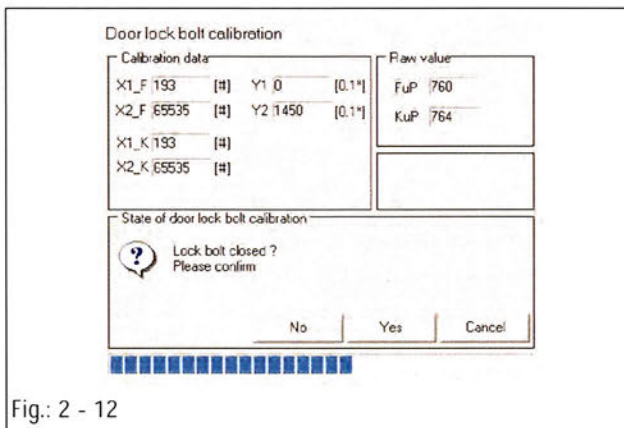 Door lock bolt calibration
Calibration data
X1_F 193 [#] Y1 0 [0.1°]
X2_F 65535 [#] Y2 1450 [0.1°]
X1_K 193 [#]
X2_K 65535 [#]
Raw value
FuP 760
KuP 764
State of door lock bolt calibration
?
Lock bolt closed ?
Please confirm
No Yes Cancel
Fig.: 2 - 12